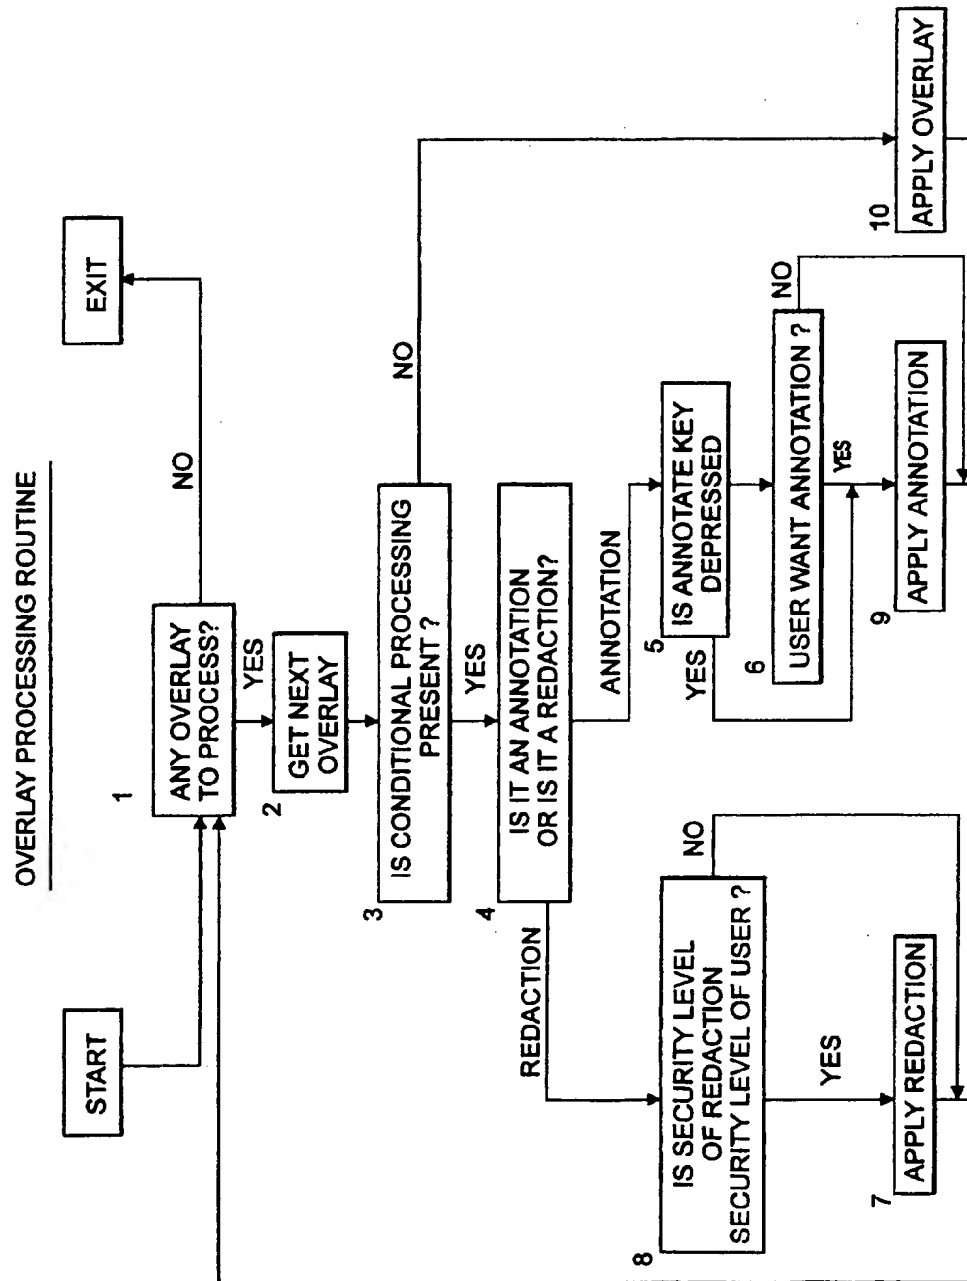 OVERLAY PROCESSING ROUTINE
START
EXIT
1
ANY OVERLAY
TO PROCESS?
NO
YES
2
GET NEXT
OVERLAY
3
IS CONDITIONAL PROCESSING
PRESENT ?
NO
YES
4
IS IT AN ANNOTATION
OR IS IT A REDACTION?
REDACTION
ANNOTATION
8
IS SECURITY LEVEL
OF REDACTION
SECURITY LEVEL OF USER ?
NO
YES
5
IS ANNOTATE KEY
DEPRESSED
YES
6
USER WANT ANNOTATION ?
NO
YES
7
APPLY REDACTION
9
APPLY ANNOTATION
10
APPLY OVERLAY